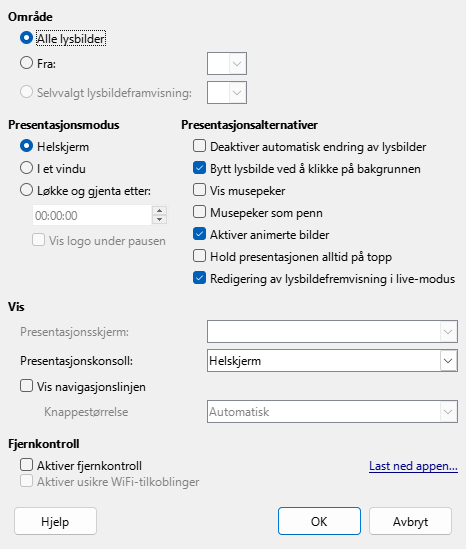 Område
Alle lysbilder
Fra:
Selvvalgt lysbildeframvisning:
Presentasjonsmodus
Helskjerm
I et vindu
Løkke og gjenta etter:
00:00:00
Vis logo under pausen
Presentasjonsalternativer
Deaktiver automatisk endring av lysbilder
Bytt lysbilde ved å klikke på bakgrunnen
Vis musepeker
Musepeker som penn
Aktiver animerte bilder
Hold presentasjonen alltid på topp
Redigering av lysbildefremvisning i live-modus
Vis
Presentasjonsskjerm:
Presentasjonskonsoll: Helskjerm
Vis navigasjonslinjen
Knappestørrelse Automatisk
Fjernkontroll
Aktiver fjernkontroll Last ned appen...
Aktiver usikre WiFi-tilkoblinger
Hjelp OK Avbryt